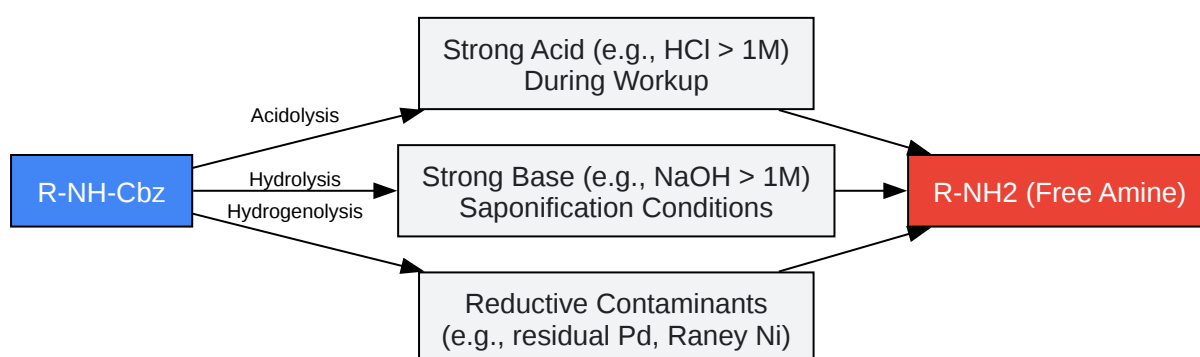 Strong Acid (e.g., HCl > 1M)
During Workup
Acidolysis
R-NH-Cbz
Hydrolysis
Strong Base (e.g., NaOH > 1M)
Saponification Conditions
R-NH2 (Free Amine)
Hydrogenolysis
Reductive Contaminants
(e.g., residual Pd, Raney Ni)